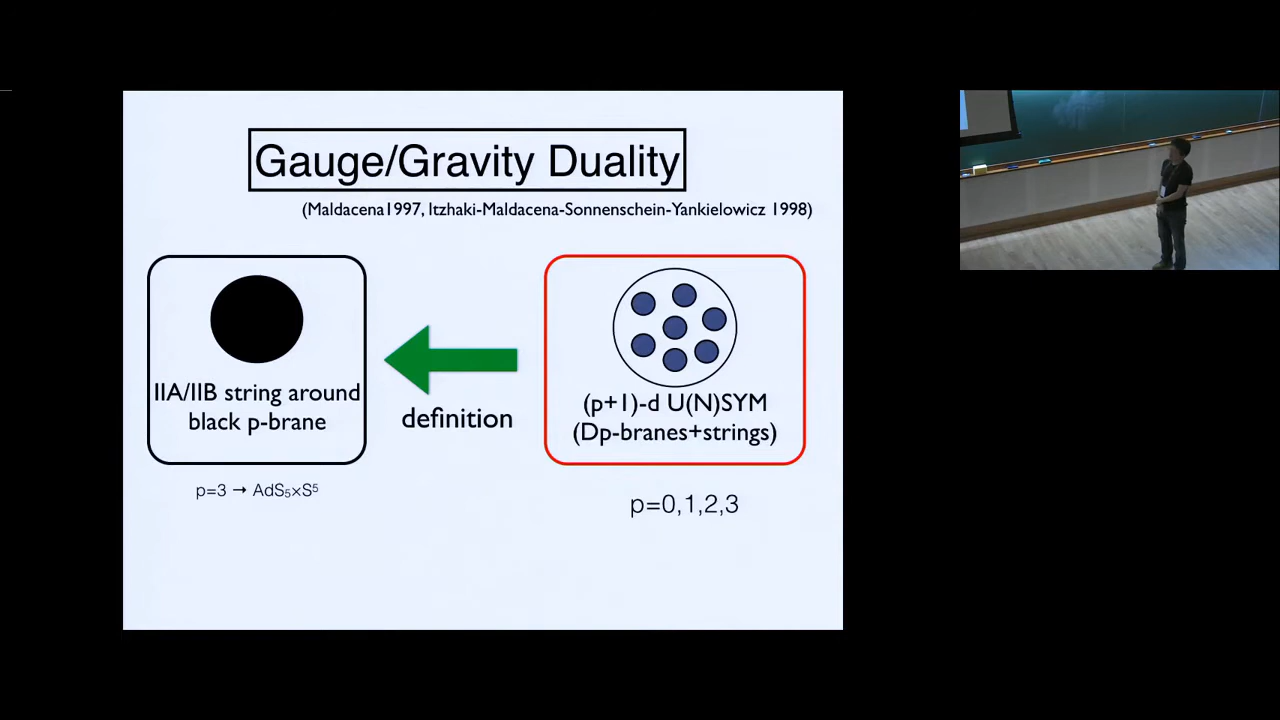 Gauge/Gravity Duality
(Maldacena1997, Itzhaki-Maldacena-Sonnenschein-Yankielowicz 1998)
IIA/IIB string around
black p-brane
definition
(p+1)-d U(N)SYM
(Dp-branes+strings)
p=3 → AdS₅×S⁵
p=0,1,2,3